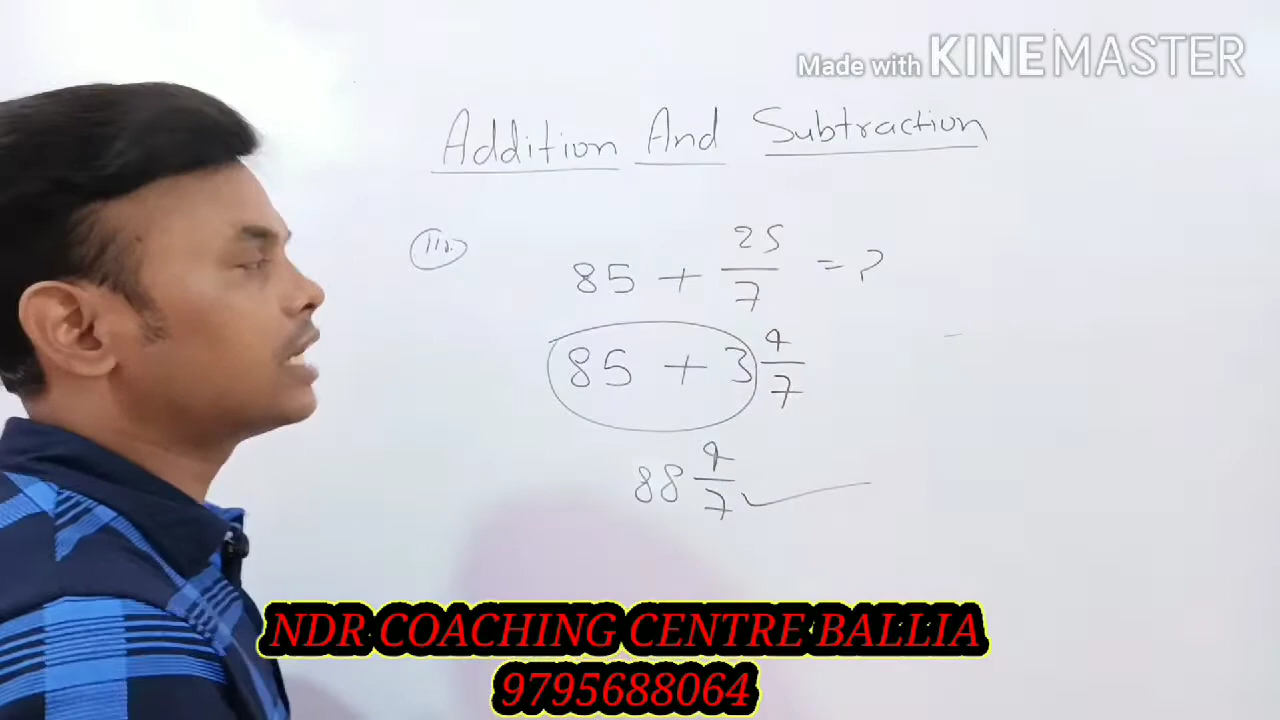 Made with KINEMASTER
Addition And Subtraction
iii.
85 + 25/7 = ?
85 + 3 4/7
88 4/7 ✓
NDR COACHING CENTRE BALLIA
9795688064